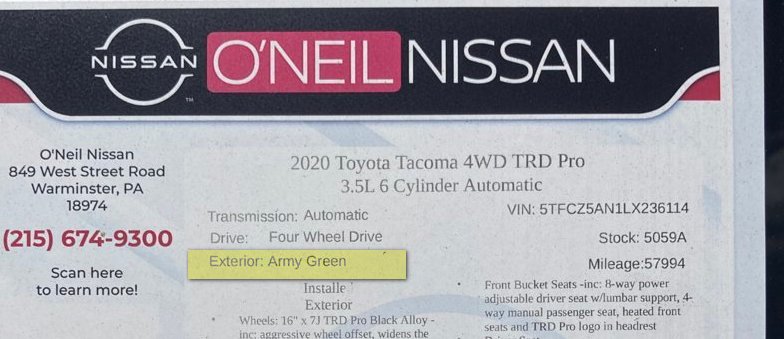 NISSAN
TM
O'NEIL NISSAN
O'Neil Nissan
849 West Street Road
Warminster, PA
18974
(215) 674-9300
Scan here
to learn more!
2020 Toyota Tacoma 4WD TRD Pro
3.5L 6 Cylinder Automatic
Transmission: Automatic
VIN: 5TFCZ5AN1LX236114
Drive: Four Wheel Drive
Stock: 5059A
Exterior: Army Green
Mileage:57994
Installe
Exterior
• Wheels: 16" x 7J TRD Pro Black Alloy -
inc: aggressive wheel offset, widens the
• Front Bucket Seats -inc: 8-way power
adjustable driver seat w/lumbar support, 4-
way manual passenger seat, heated front
seats and TRD Pro logo in headrest